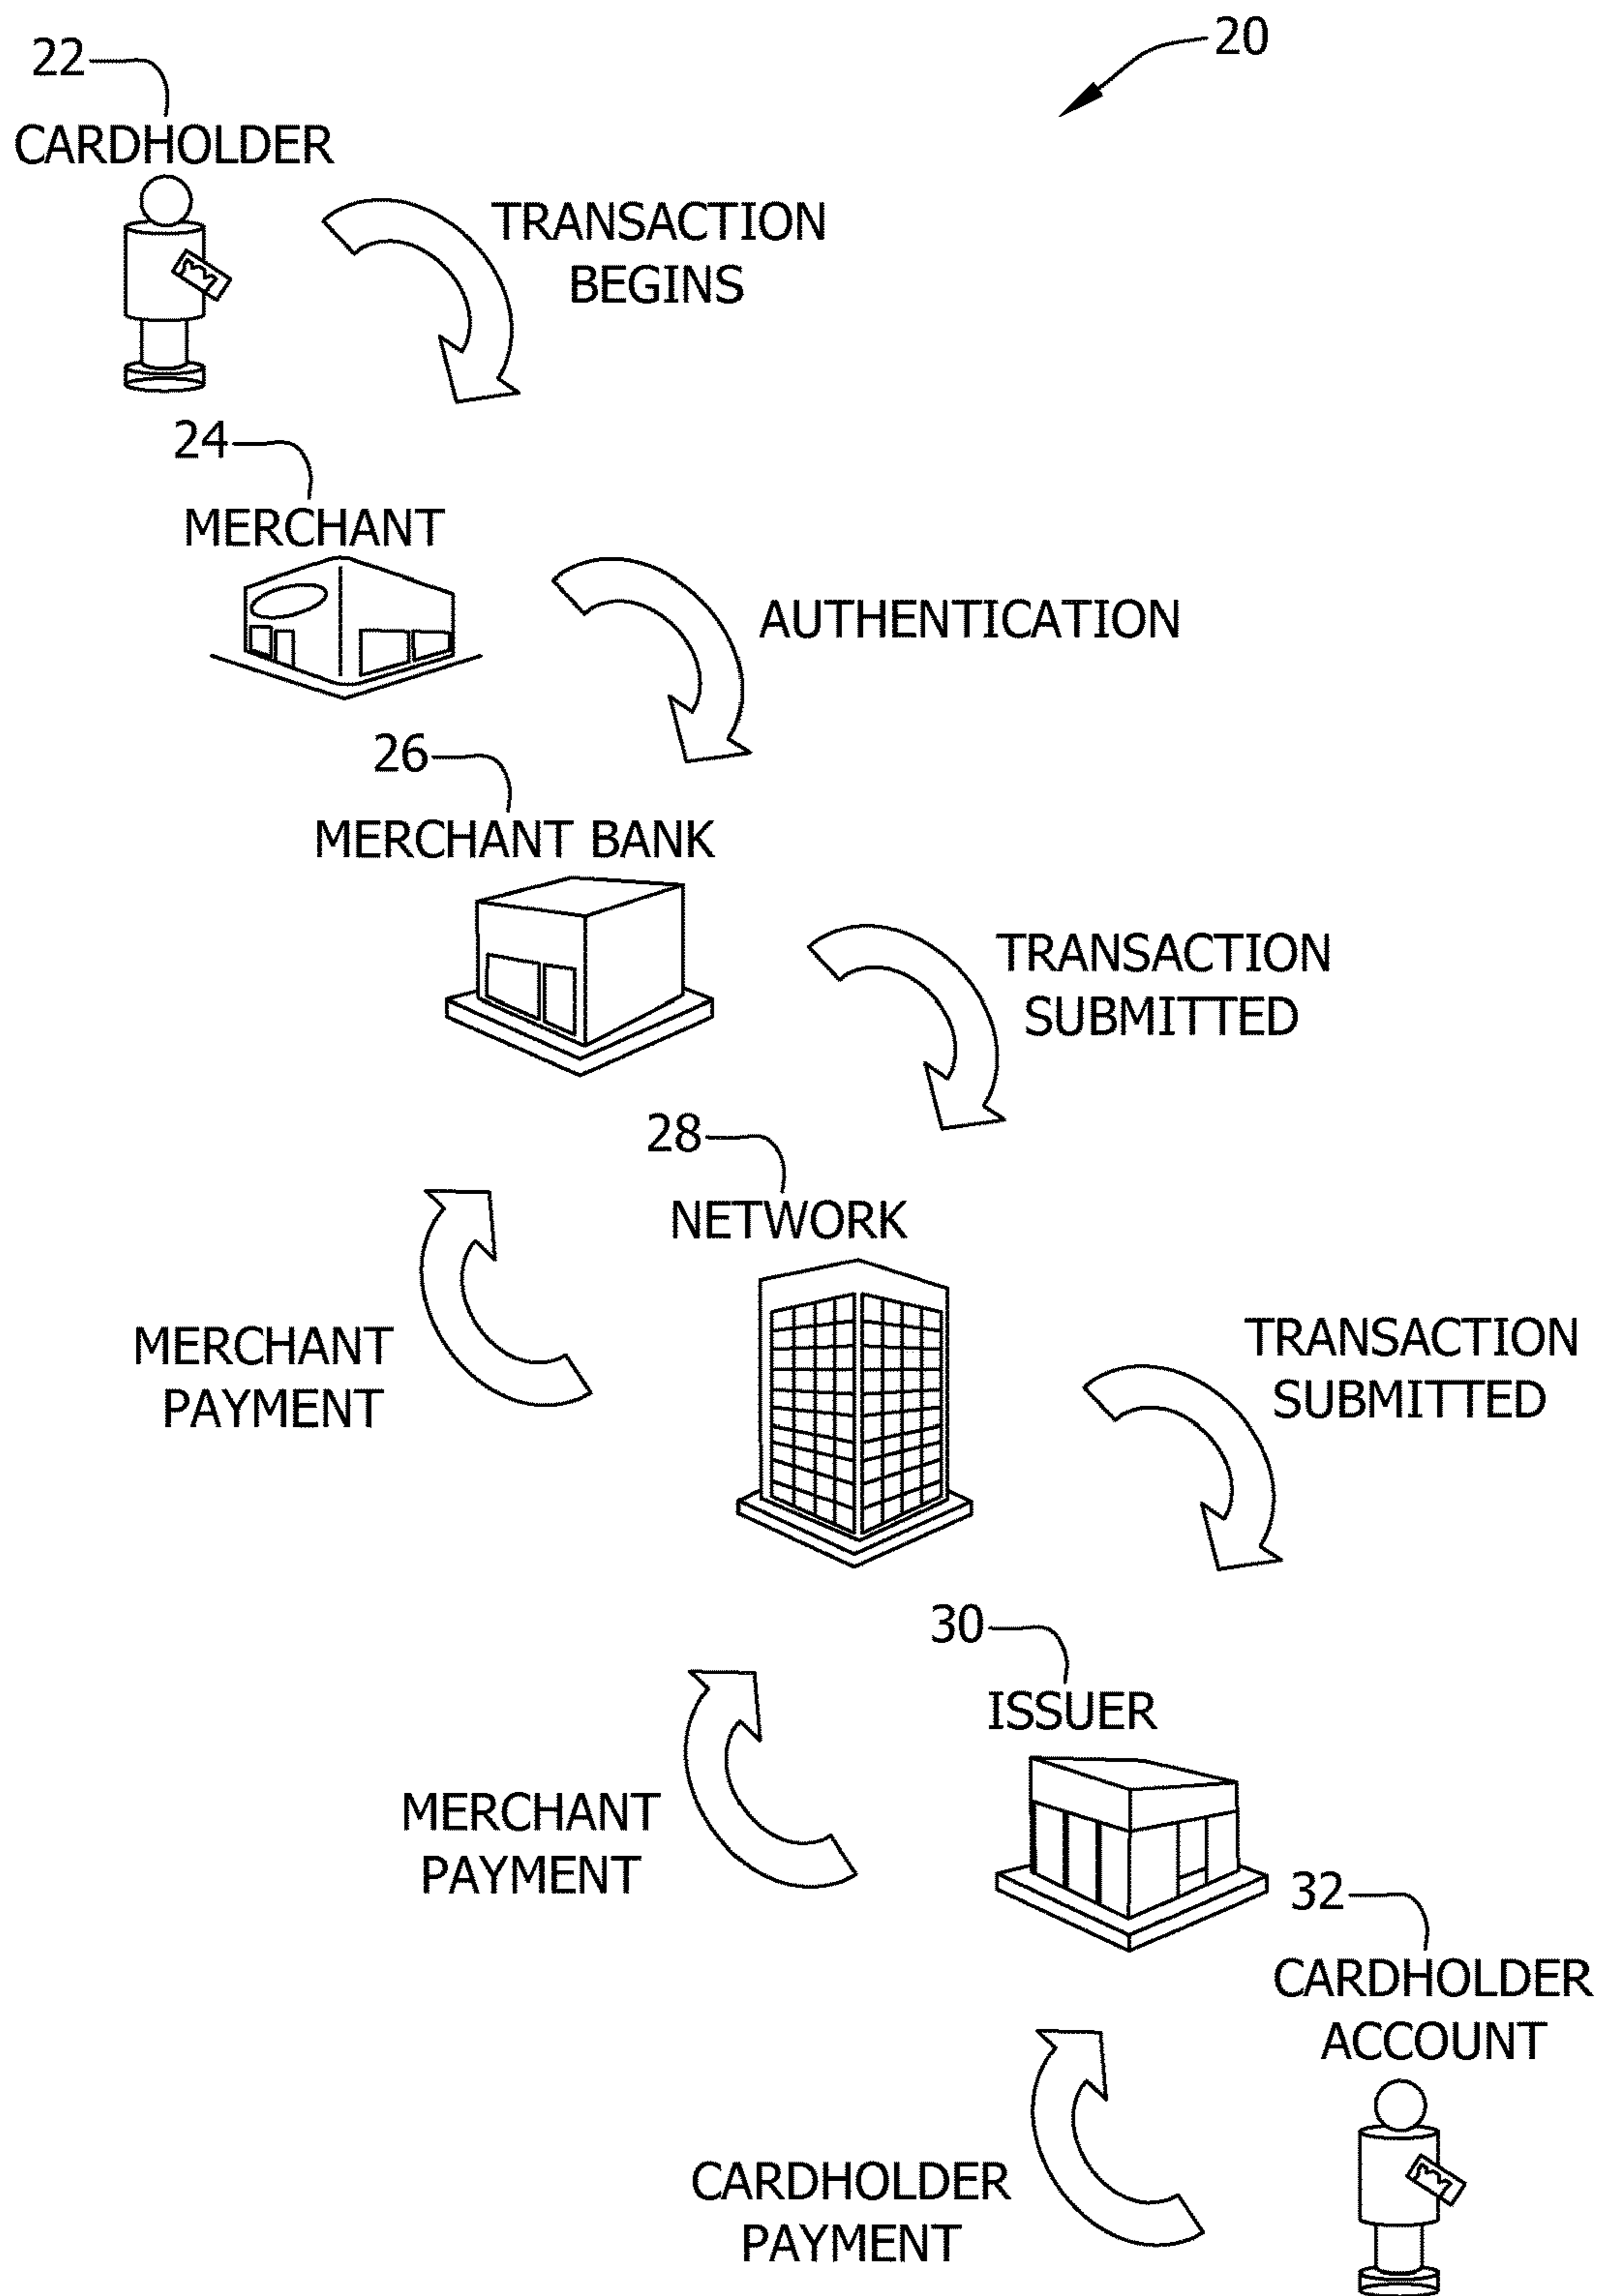 20
22
CARDHOLDER
TRANSACTION
BEGINS
24
MERCHANT
AUTHENTICATION
26
MERCHANT BANK
TRANSACTION
SUBMITTED
28
NETWORK
MERCHANT
PAYMENT
TRANSACTION
SUBMITTED
30
ISSUER
MERCHANT
PAYMENT
32
CARDHOLDER
ACCOUNT
CARDHOLDER
PAYMENT